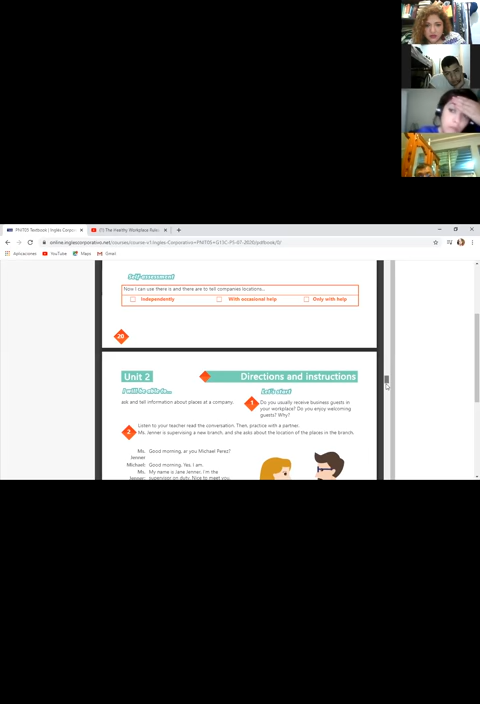 PNIT05 Textbook | Inglés Corpor
(1) The Healthy Workplace
online.inglescorporativo.net/courses/course-v1:Ingles-Corporativo+PNIT05+G13C-P5-07-2020/pdfbook/0/
Aplicaciones YouTube Maps Gmail
Self-assessment
Now I can use there is and there are to tell companies locations...
Independently With occasional help Only with help
20
Unit 2 Directions and instructions
I will be able to...
ask and tell information about places at a company.
Let's start
1 Do you usually receive business guests in
your workplace? Do you enjoy welcoming
guests? Why?
2 Listen to your teacher read the conversation. Then, practice with a partner.
Ms. Jenner is supervising a new branch, and she asks about the location of the places in the branch.
Ms. Jenner Good morning, ar you Michael Perez?
Michael: Good morning. Yes, I am.
Ms. Jenner: My name is Jane Jenner, I'm the
supervisor on duty. Nice to meet you.